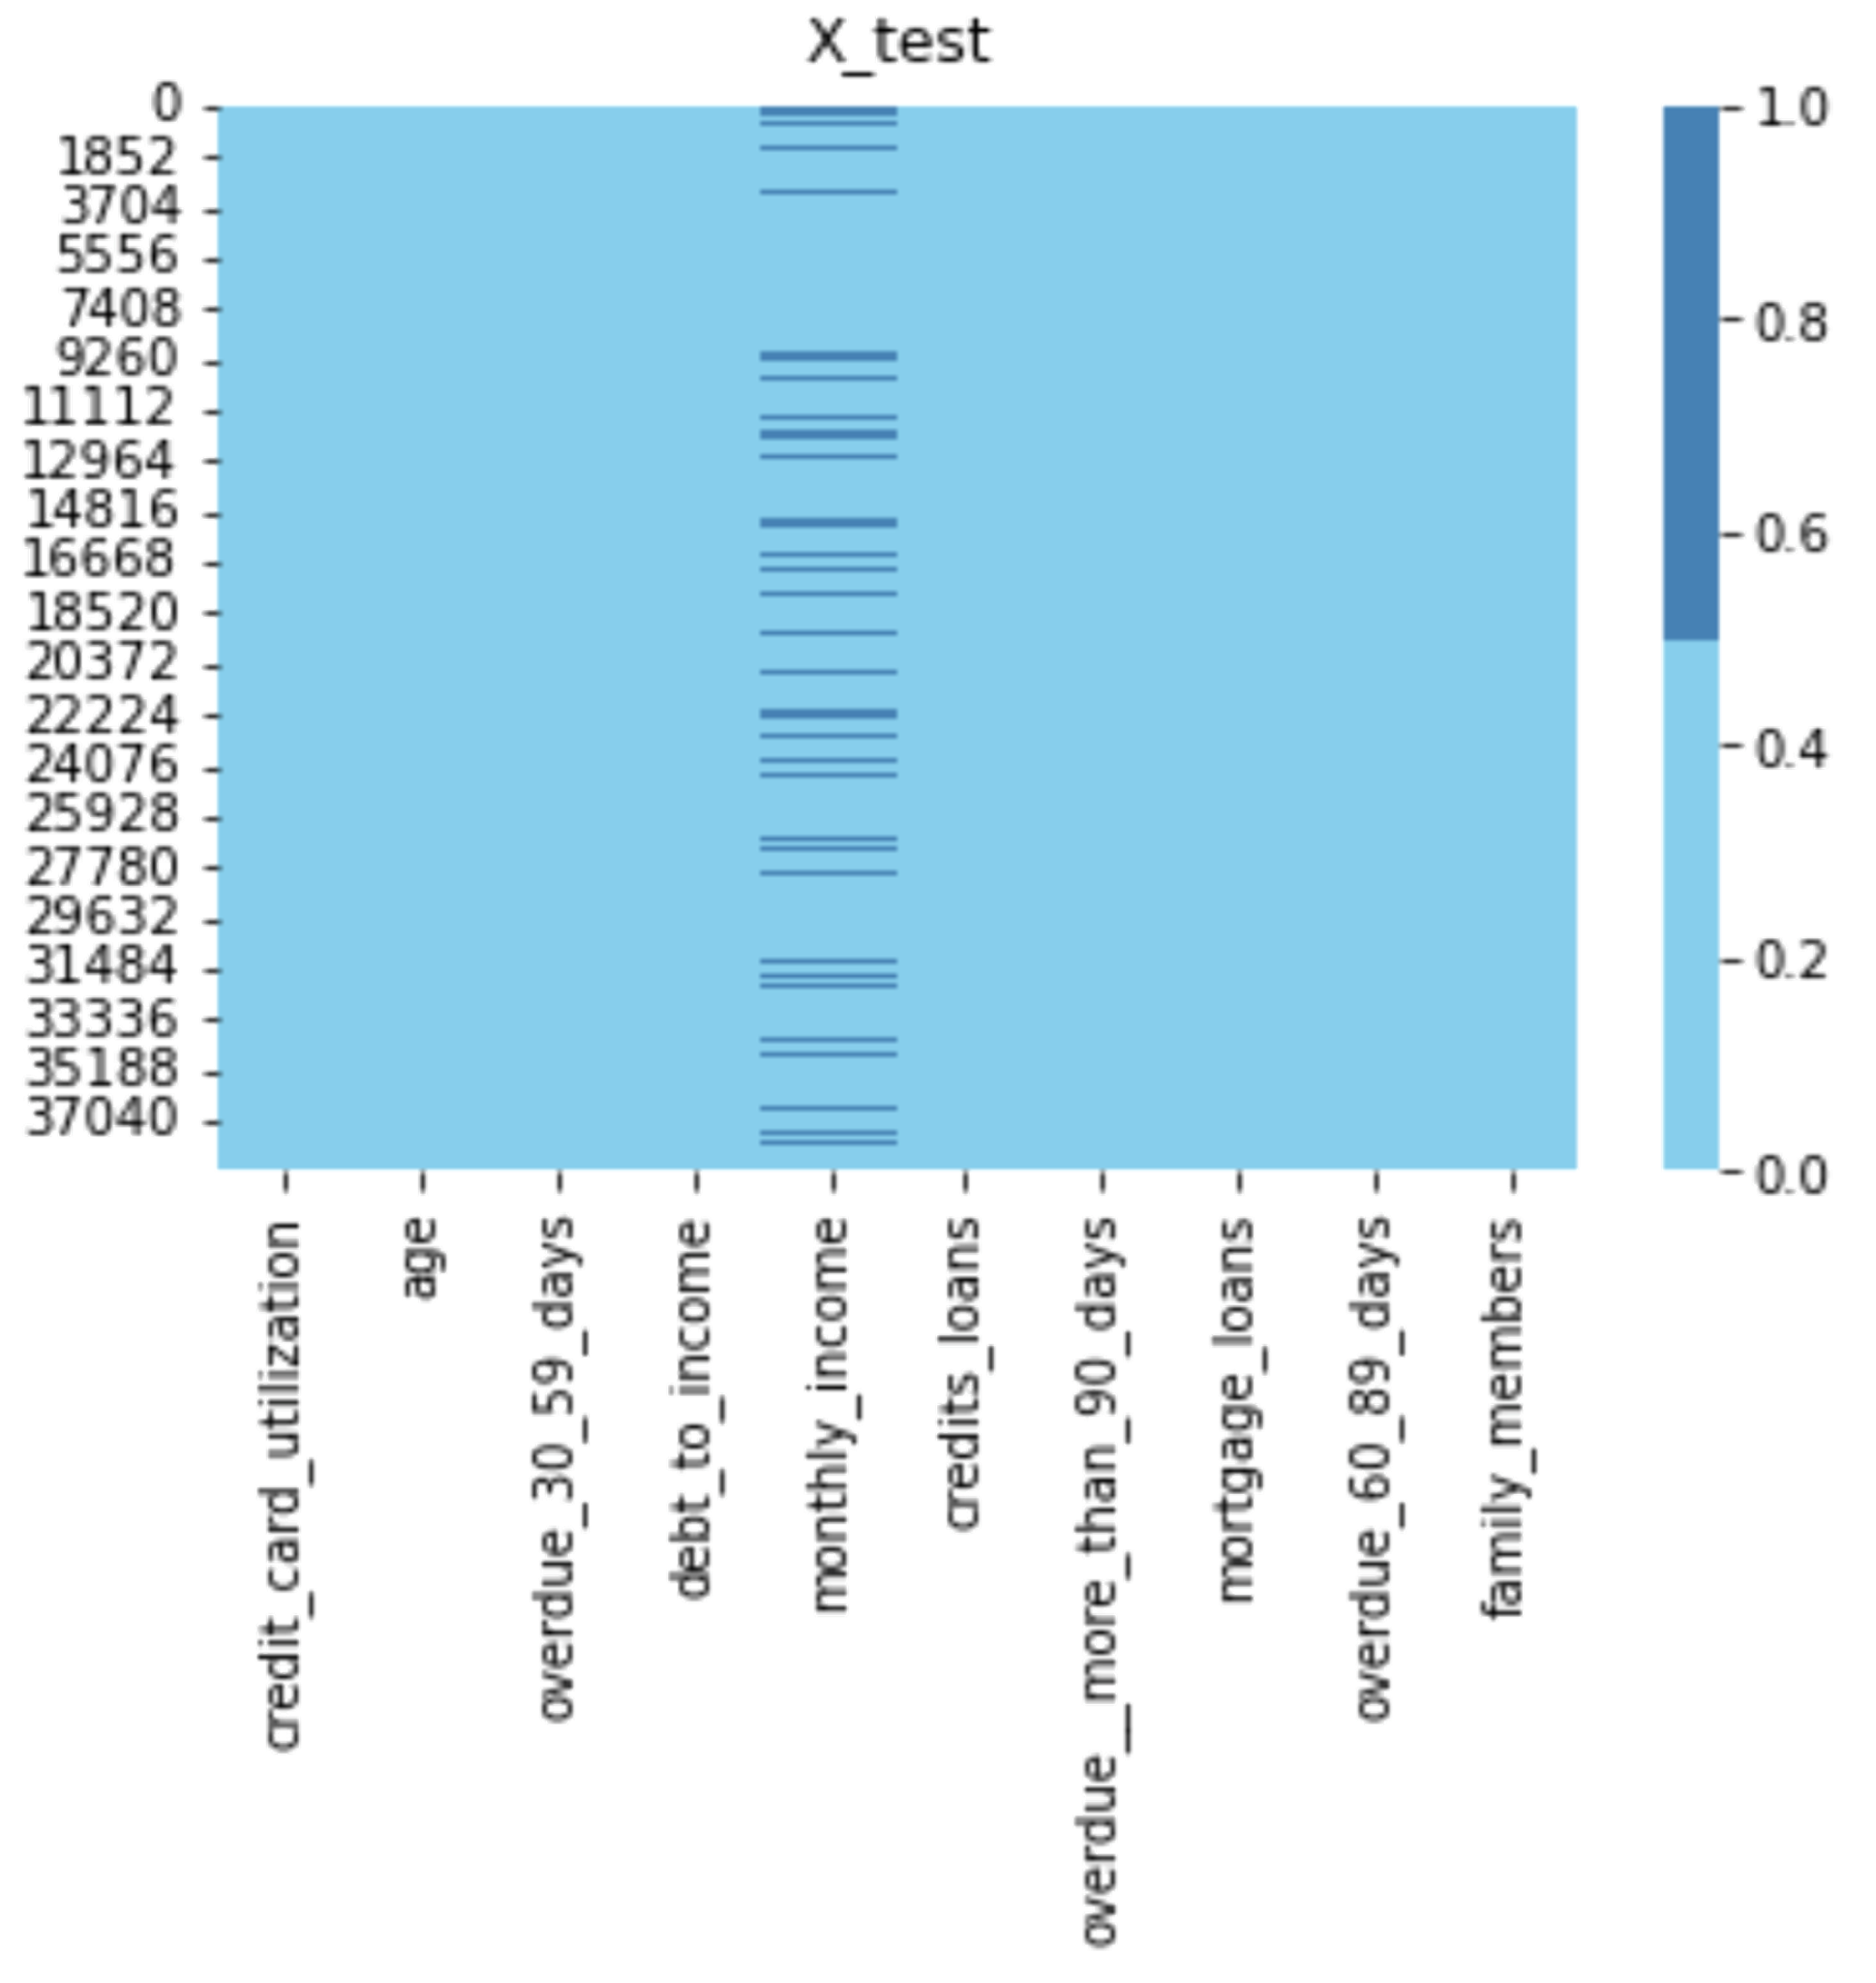 X_test
0
1852
3704
5556
7408
9260
11112
12964
14816
16668
18520
20372
22224
24076
25928
27780
29632
31484
33336
35188
37040
1.0
0.8
0.6
0.4
0.2
0.0
credit_card_utilization
age
overdue_30_59_days
debt_to_income
monthly_income
credits_loans
overdue__more_than_90_days
mortgage_loans
overdue_60_89_days
family_members